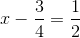 x − 3/4 = 1/2